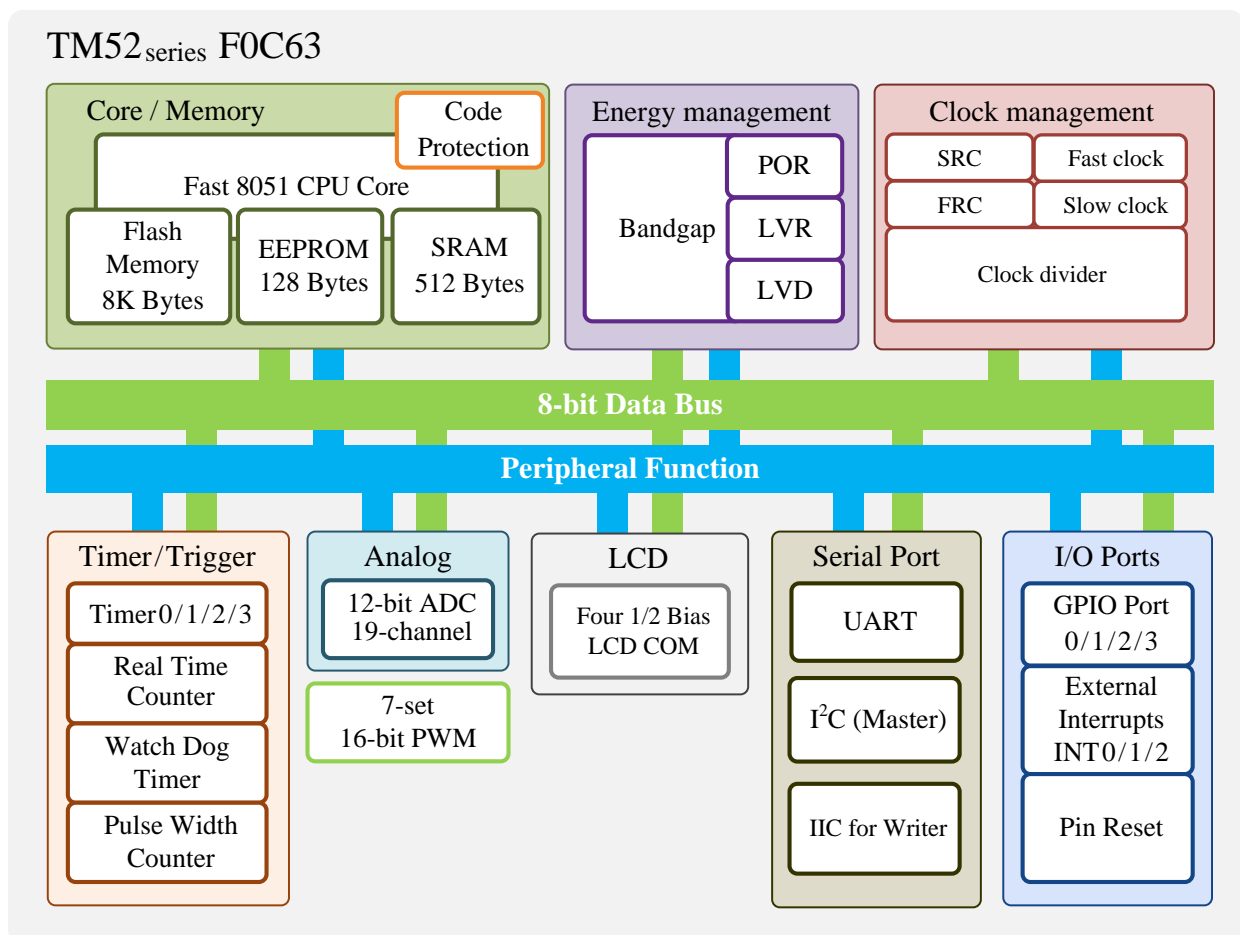 TM52 series F0C63
Core / Memory
Code
Protection
Fast 8051 CPU Core
Flash
Memory
8K Bytes
EEPROM
128 Bytes
SRAM
512 Bytes
Energy management
Bandgap
POR
LVR
LVD
Clock management
SRC
Fast clock
FRC
Slow clock
Clock divider
8-bit Data Bus
Peripheral Function
Timer/Trigger
Timer0/1/2/3
Real Time
Counter
Watch Dog
Timer
Pulse Width
Counter
Analog
12-bit ADC
19-channel
7-set
16-bit PWM
LCD
Four 1/2 Bias
LCD COM
Serial Port
UART
I²C (Master)
IIC for Writer
I/O Ports
GPIO Port
0/1/2/3
External
Interrupts
INT0/1/2
Pin Reset